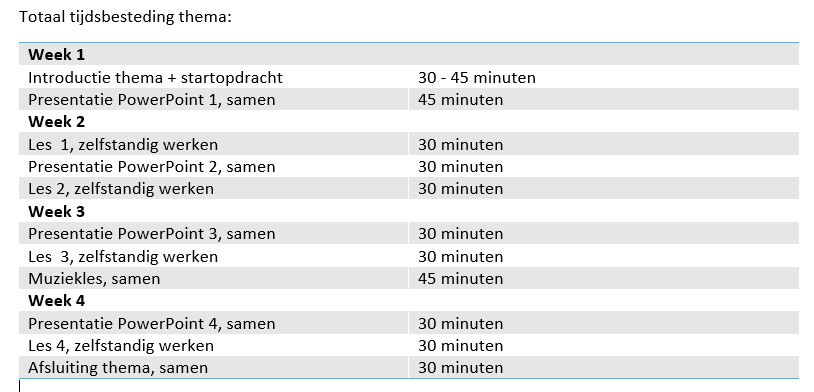 Totaal tijdsbesteding thema:
Week 1
Introductie thema + startopdracht 30 - 45 minuten
Presentatie PowerPoint 1, samen 45 minuten
Week 2
Les  1, zelfstandig werken 30 minuten
Presentatie PowerPoint 2, samen 30 minuten
Les 2, zelfstandig werken 30 minuten
Week 3
Presentatie PowerPoint 3, samen 30 minuten
Les  3, zelfstandig werken 30 minuten
Muziekles, samen 45 minuten
Week 4
Presentatie PowerPoint 4, samen 30 minuten
Les 4, zelfstandig werken 30 minuten
Afsluiting thema, samen 30 minuten